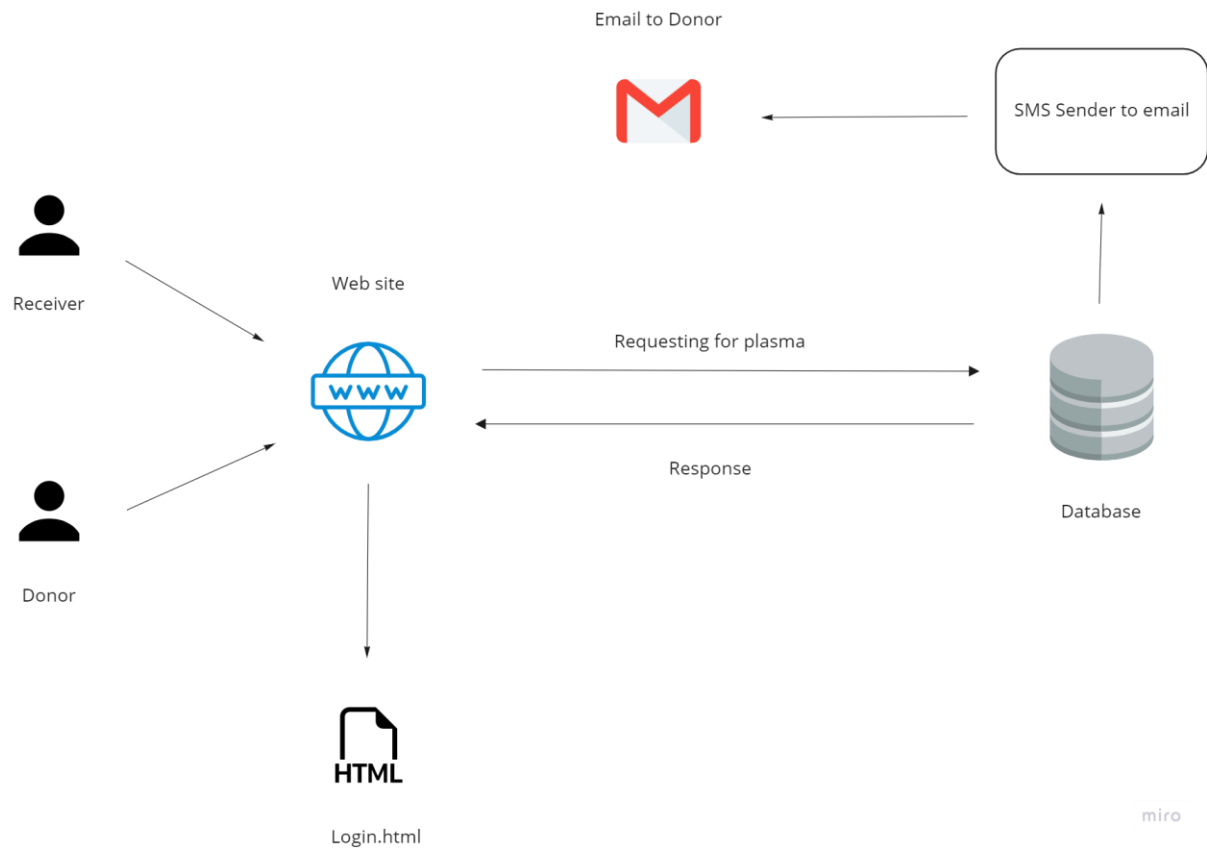 Email to Donor
SMS Sender to email
Receiver
Web site
WWW
Requesting for plasma
Response
Database
Donor
HTML
Login.html
miro